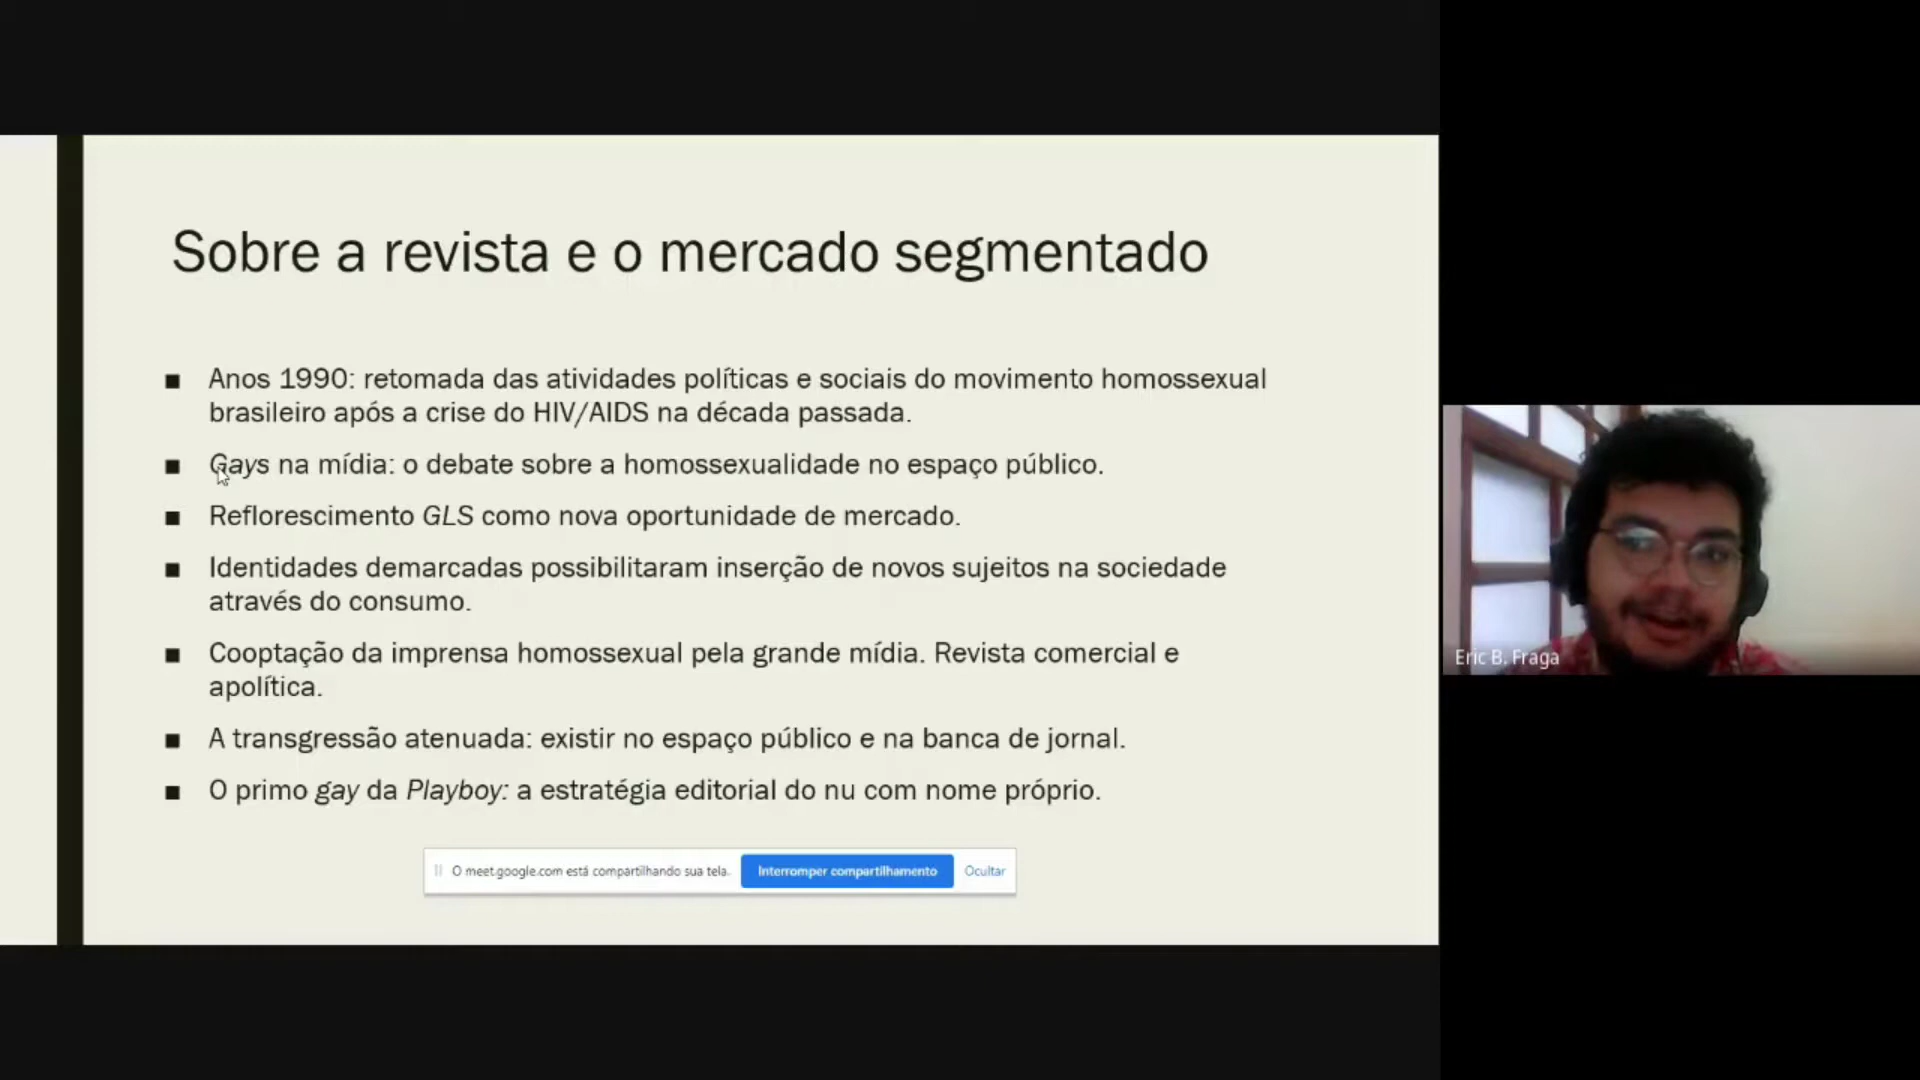 Sobre a revista e o mercado segmentado
■ Anos 1990: retomada das atividades políticas e sociais do movimento homossexual
brasileiro após a crise do HIV/AIDS na década passada.
■ Gays na mídia: o debate sobre a homossexualidade no espaço público.
■ Reflorescimento GLS como nova oportunidade de mercado.
■ Identidades demarcadas possibilitaram inserção de novos sujeitos na sociedade
através do consumo.
■ Cooptação da imprensa homossexual pela grande mídia. Revista comercial e
apolítica.
■ A transgressão atenuada: existir no espaço público e na banca de jornal.
■ O primo gay da Playboy: a estratégia editorial do nu com nome próprio.
O meet.google.com está compartilhando sua tela. Interromper compartilhamento Ocultar
Eric B. Fraga